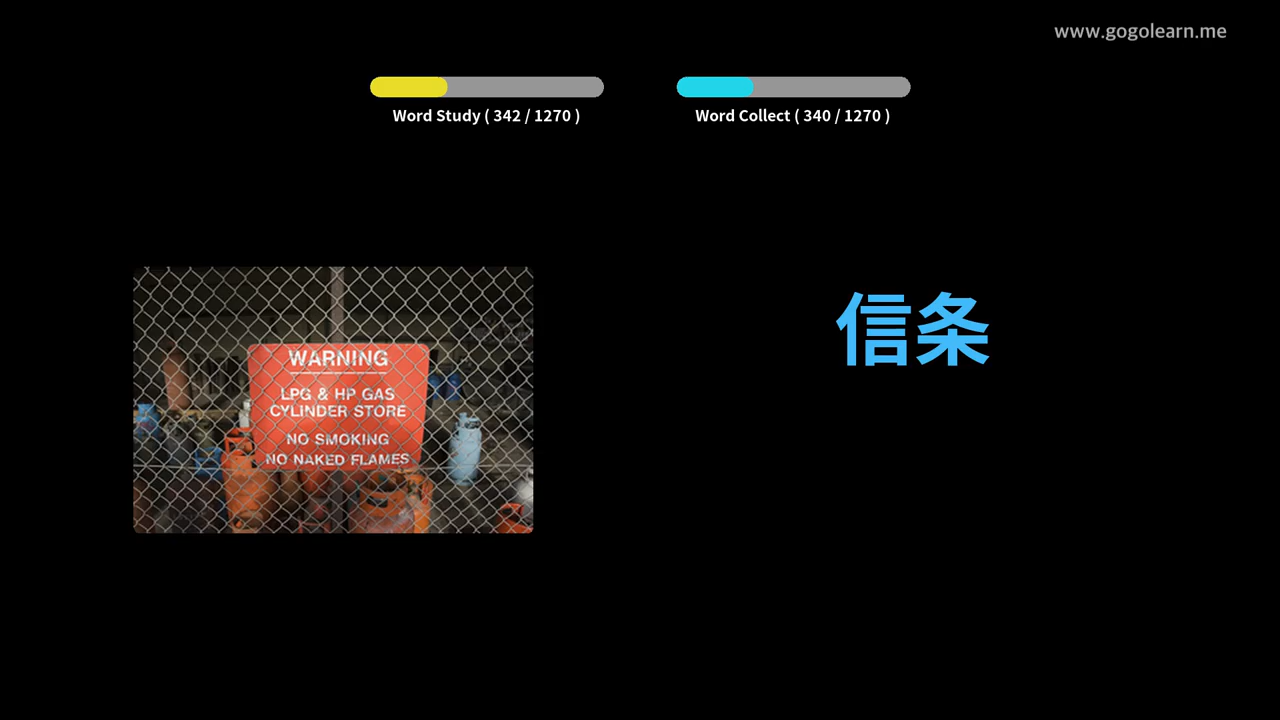 www.gogolearn.me
Word Study ( 342 / 1270 )
Word Collect ( 340 / 1270 )
WARNING
LPG & HP GAS
CYLINDER STORE
NO SMOKING
NO NAKED FLAMES
信条